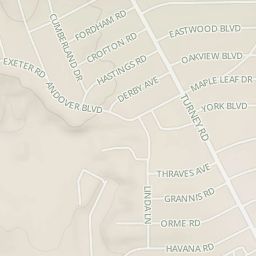 FORDHAM RD
CUMBERLAND DR
EASTWOOD BLVD
CROFTON RD
OAKVIEW BLVD
EXETER RD
HASTINGS RD
MAPLE LEAF DR
ANDOVER BLVD
DERBY AVE
YORK BLVD
TURNEY RD
THRAVES AVE
LINDA LN
GRANNIS RD
ORME RD
HAVANA RD